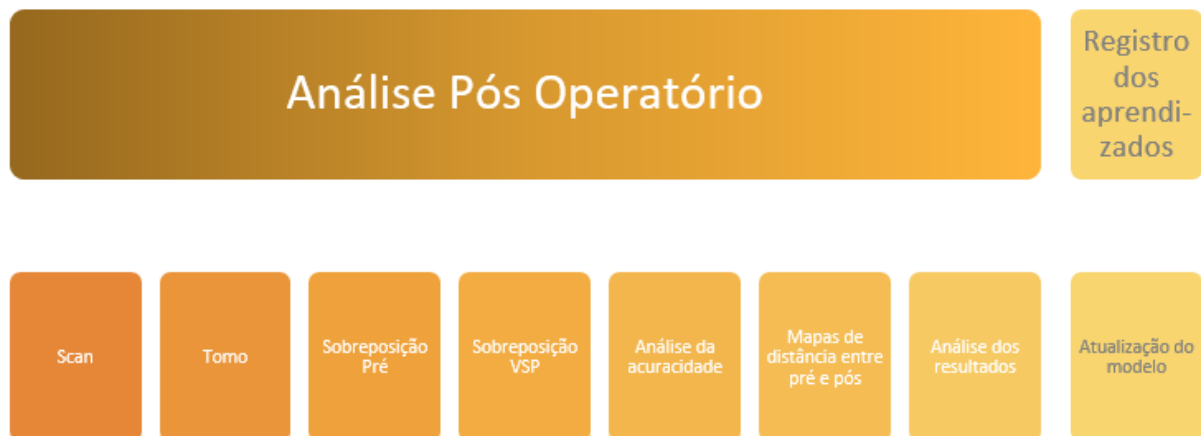 Análise Pós Operatório
Registro
dos
aprendi-
zados
Scan
Tomo
Sobreposição
Pré
Sobreposição
VSP
Análise da
acuracidade
Mapas de
distância entre
pré e pós
Análise dos
resultados
Atualização do
modelo